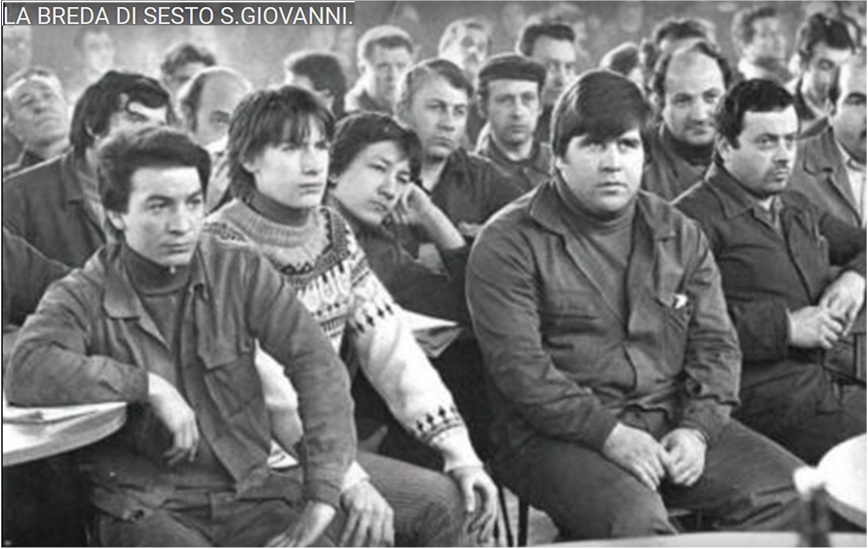 LA BREDA DI SESTO S.GIOVANNI.